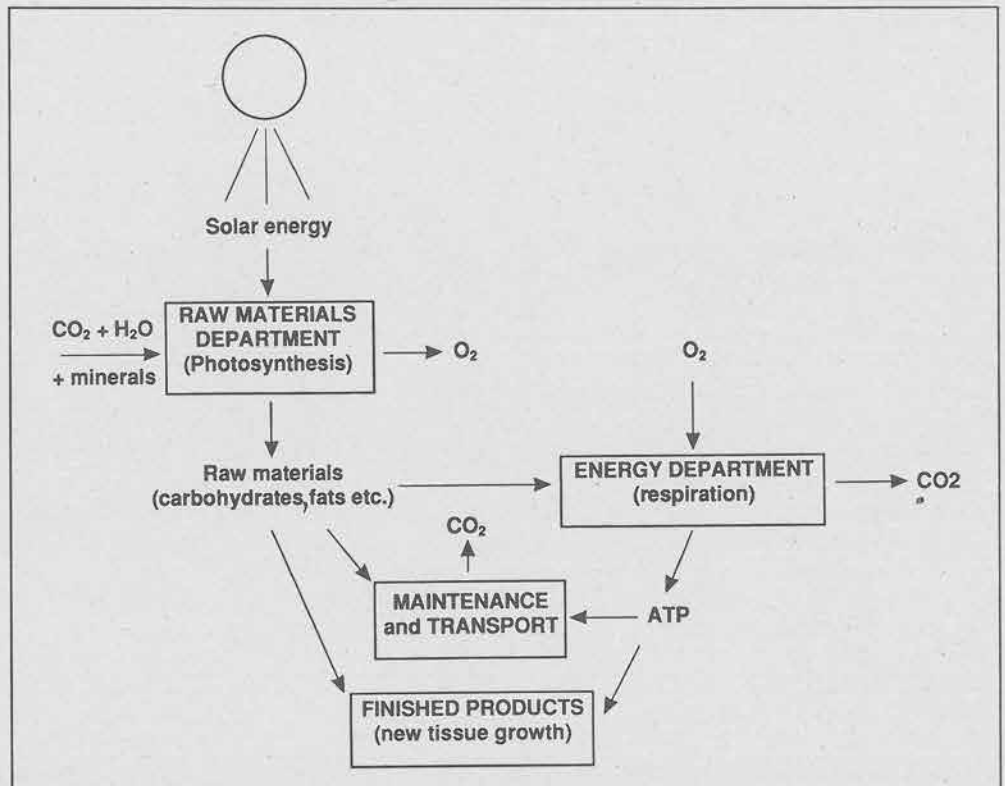 Solar energy
CO₂ + H₂O
+ minerals
RAW MATERIALS
DEPARTMENT
(Photosynthesis)
O₂
O₂
Raw materials
(carbohydrates,fats etc.)
ENERGY DEPARTMENT
(respiration)
CO2
CO₂
MAINTENANCE
and TRANSPORT
ATP
FINISHED PRODUCTS
(new tissue growth)